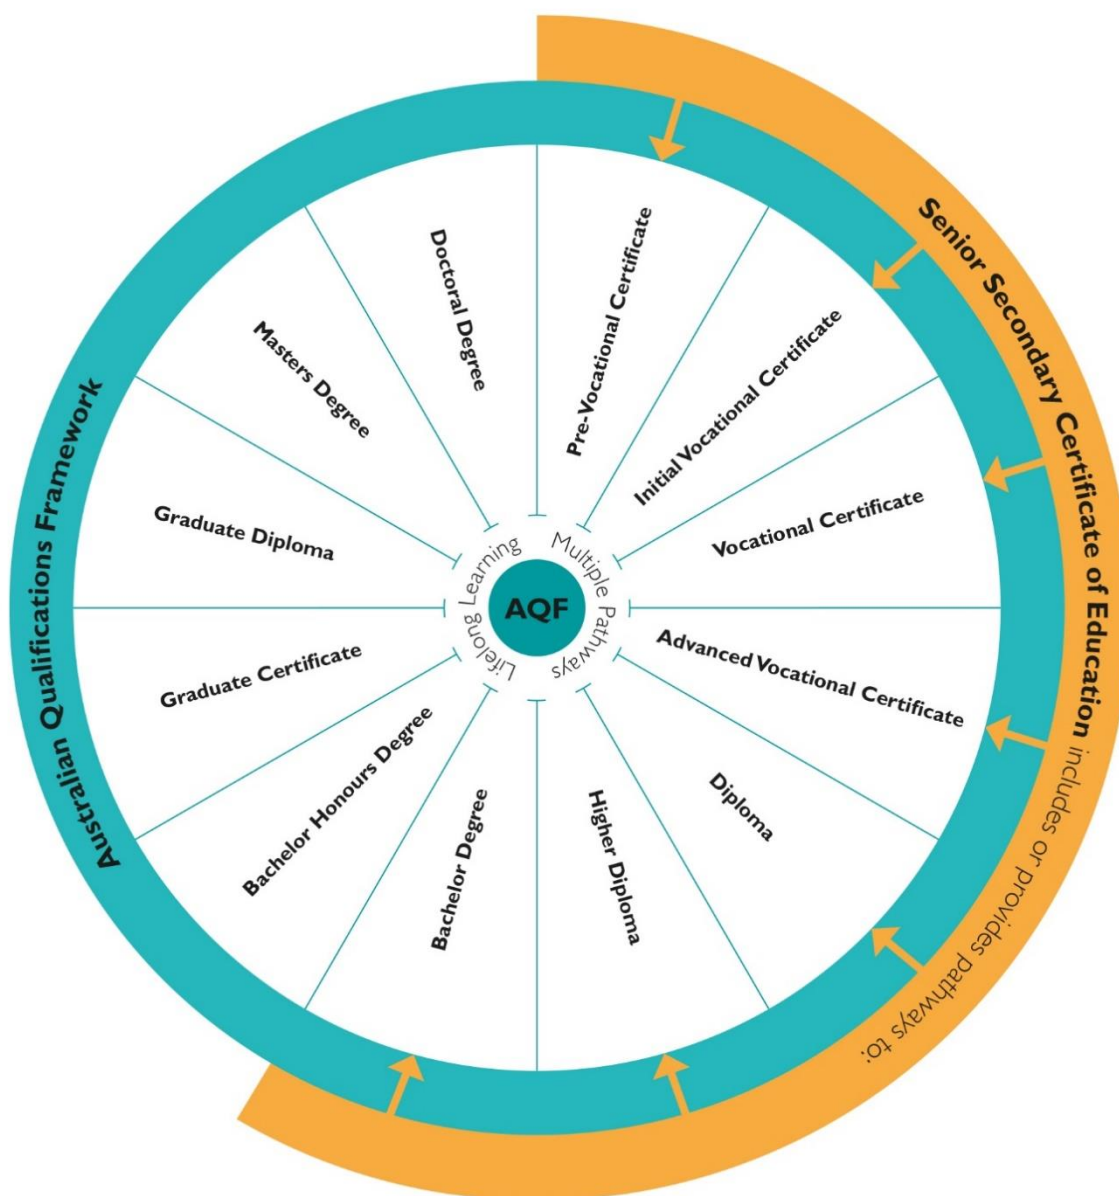 Senior Secondary Certificate of Education includes or provides pathways to:
Australian Qualifications Framework
Pre-Vocational Certificate
Initial Vocational Certificate
Vocational Certificate
Advanced Vocational Certificate
Diploma
Higher Diploma
Bachelor Degree
Bachelor Honours Degree
Graduate Certificate
Graduate Diploma
Masters Degree
Doctoral Degree
Lifelong Learning
Multiple Pathways
AQF